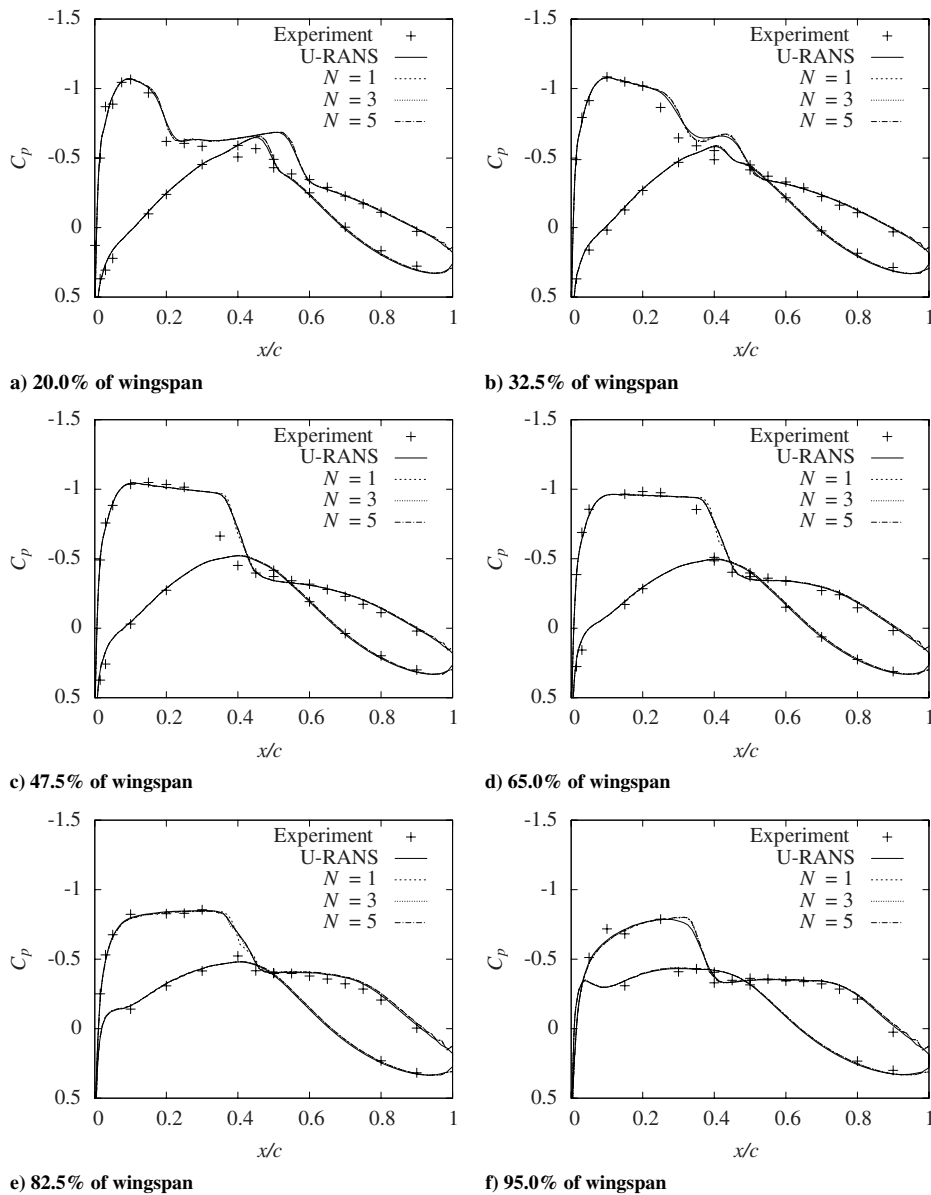 -1.5
-1
-0.5
0
0.5
C_p
0 0.2 0.4 0.6 0.8 1
x/c
Experiment
U-RANS
N = 1
N = 3
N = 5
a) 20.0% of wingspan
-1.5
-1
-0.5
0
0.5
C_p
0 0.2 0.4 0.6 0.8 1
x/c
Experiment
U-RANS
N = 1
N = 3
N = 5
b) 32.5% of wingspan
-1.5
-1
-0.5
0
0.5
C_p
0 0.2 0.4 0.6 0.8 1
x/c
Experiment
U-RANS
N = 1
N = 3
N = 5
c) 47.5% of wingspan
-1.5
-1
-0.5
0
0.5
C_p
0 0.2 0.4 0.6 0.8 1
x/c
Experiment
U-RANS
N = 1
N = 3
N = 5
d) 65.0% of wingspan
-1.5
-1
-0.5
0
0.5
C_p
0 0.2 0.4 0.6 0.8 1
x/c
Experiment
U-RANS
N = 1
N = 3
N = 5
e) 82.5% of wingspan
-1.5
-1
-0.5
0
0.5
C_p
0 0.2 0.4 0.6 0.8 1
x/c
Experiment
U-RANS
N = 1
N = 3
N = 5
f) 95.0% of wingspan